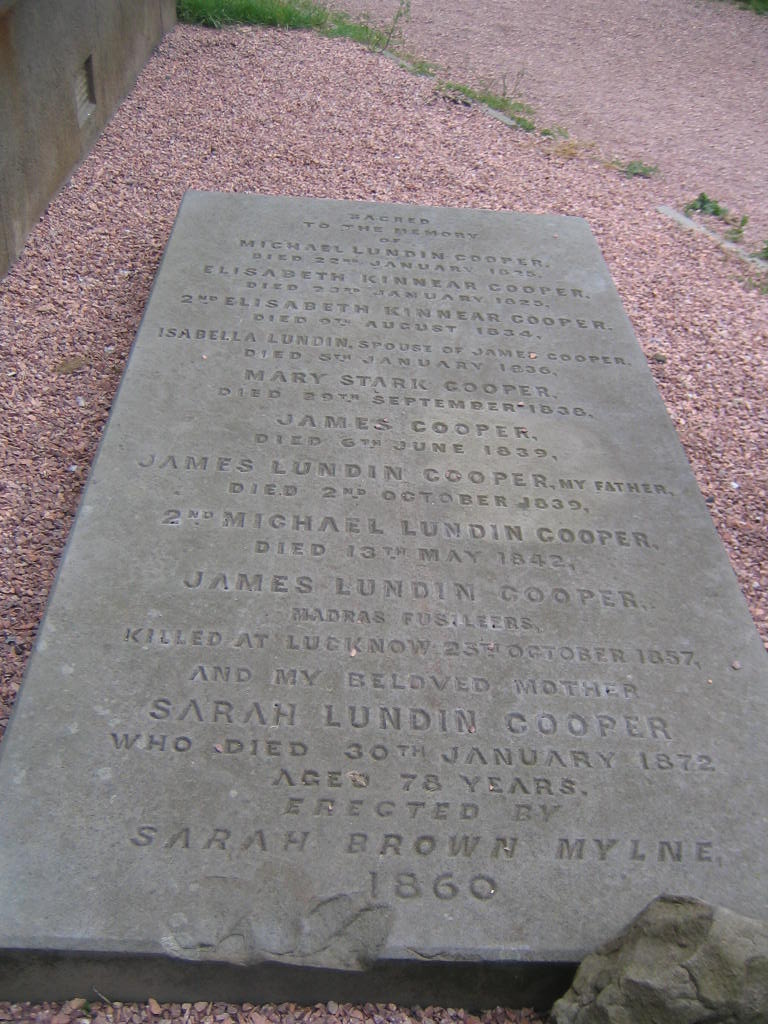 SACRED
TO THE MEMORY
OF
MICHAEL LUNDIN COOPER,
DIED 22ND JANUARY 1825.
ELISABETH KINNEAR COOPER,
DIED 23RD JANUARY 1825.
2ND ELISABETH KINNEAR COOPER,
DIED 9TH AUGUST 1834,
ISABELLA LUNDIN, SPOUSE OF JAMES COOPER,
DIED 5TH JANUARY 1836,
MARY STARK COOPER,
DIED 29TH SEPTEMBER 1838,
JAMES COOPER,
DIED 6TH JUNE 1839,
JAMES LUNDIN COOPER, MY FATHER,
DIED 2ND OCTOBER 1839,
2ND MICHAEL LUNDIN COOPER,
DIED 13TH MAY 1842,
JAMES LUNDIN COOPER,
MADRAS FUSILEERS,
KILLED AT LUCKNOW 25TH OCTOBER 1857,
AND MY BELOVED MOTHER
SARAH LUNDIN COOPER
WHO DIED 30TH JANUARY 1872
AGED 78 YEARS.
ERECTED BY
SARAH BROWN MYLNE,
1860